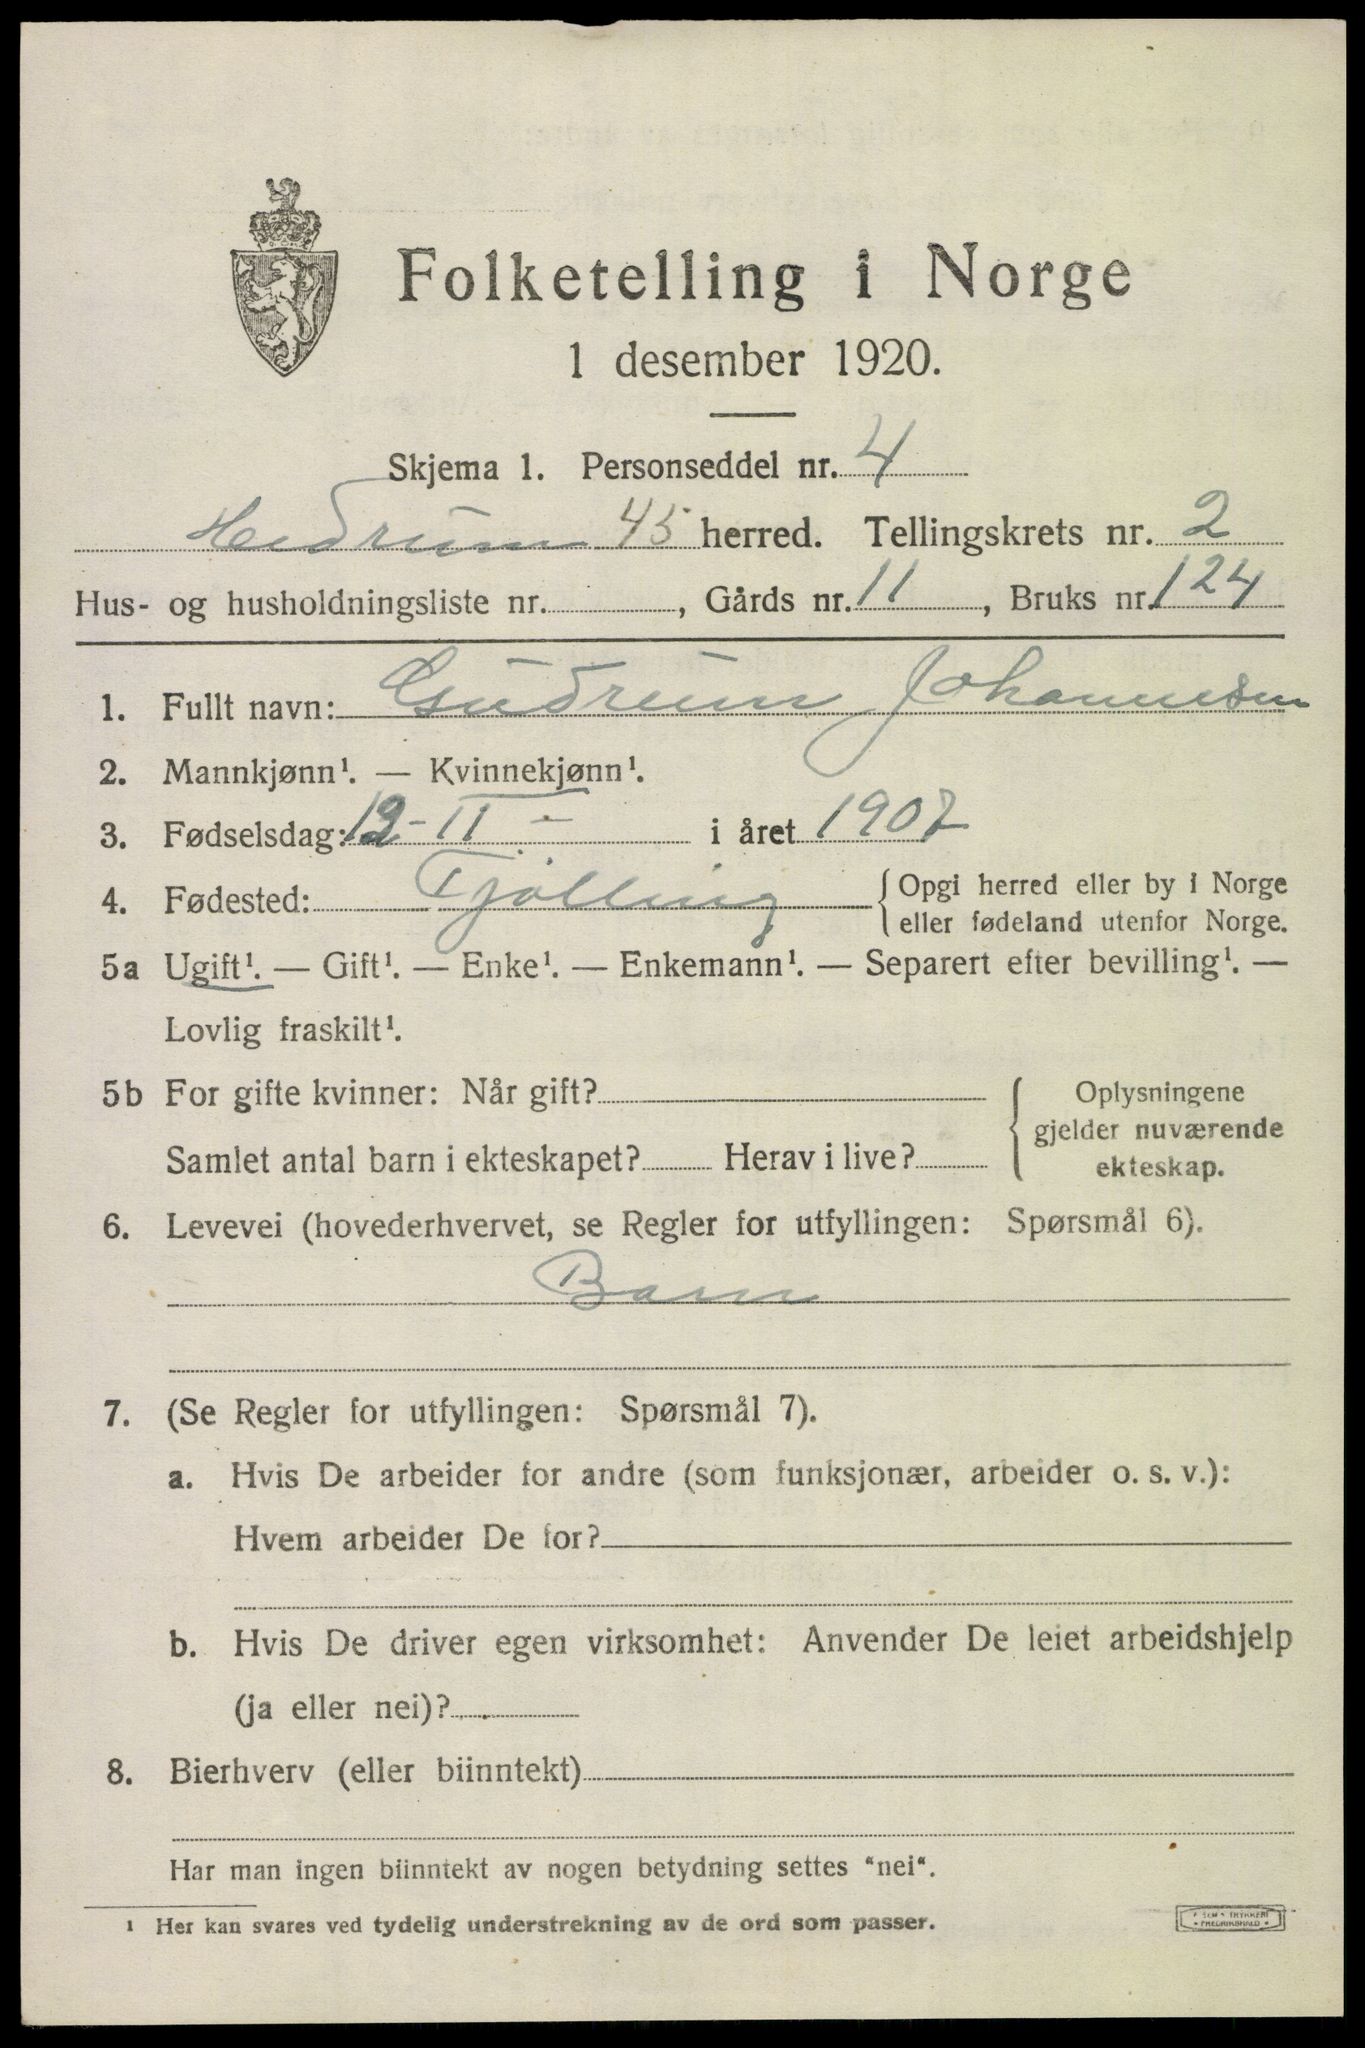 Folketelling i Norge
1 desember 1920.
Skjema 1. Personseddel nr. 4
Hedrum 45 herred. Tellingskrets nr. 2
Hus- og husholdningsliste nr. , Gårds nr. 11 , Bruks nr. 124
1. Fullt navn: Gudrun Johannesen
2. Mannkjønn¹. — Kvinnekjønn¹.
3. Fødselsdag: 12-11- i året 1907
4. Fødested: Tjölling { Opgi herred eller by i Norge
eller fødeland utenfor Norge.
5a Ugift¹. — Gift¹. — Enke¹. — Enkemann¹. — Separert efter bevilling¹. —
Lovlig fraskilt¹.
5b For gifte kvinner: Når gift? { Oplysningene
gjelder nuværende
Samlet antal barn i ekteskapet? Herav i live? ekteskap.
6. Levevei (hovederhvervet, se Regler for utfyllingen: Spørsmål 6).
Barn
7. (Se Regler for utfyllingen: Spørsmål 7).
a. Hvis De arbeider for andre (som funksjonær, arbeider o. s. v.):
Hvem arbeider De for?
b. Hvis De driver egen virksomhet: Anvender De leiet arbeidshjelp
(ja eller nei)?
8. Bierhverv (eller biinntekt)
Har man ingen biinntekt av nogen betydning settes "nei".
¹ Her kan svares ved tydelig understrekning av de ord som passer.